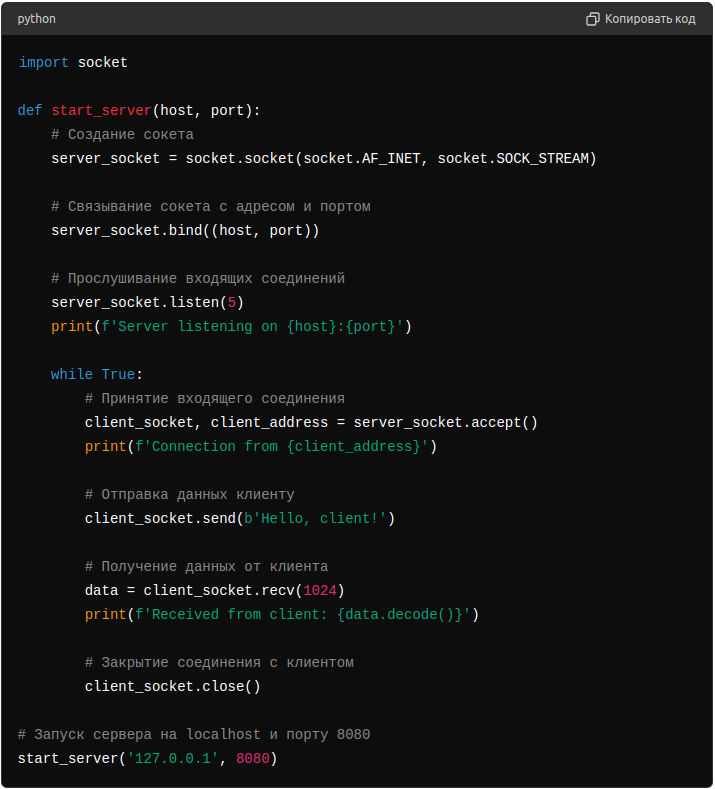 python
Копировать код
import socket
def start_server(host, port):
    # Создание сокета
    server_socket = socket.socket(socket.AF_INET, socket.SOCK_STREAM)
    # Связывание сокета с адресом и портом
    server_socket.bind((host, port))
    # Прослушивание входящих соединений
    server_socket.listen(5)
    print(f'Server listening on {host}:{port}')
    while True:
        # Принятие входящего соединения
        client_socket, client_address = server_socket.accept()
        print(f'Connection from {client_address}')
        # Отправка данных клиенту
        client_socket.send(b'Hello, client!')
        # Получение данных от клиента
        data = client_socket.recv(1024)
        print(f'Received from client: {data.decode()}')
        # Закрытие соединения с клиентом
        client_socket.close()
# Запуск сервера на localhost и порту 8080
start_server('127.0.0.1', 8080)